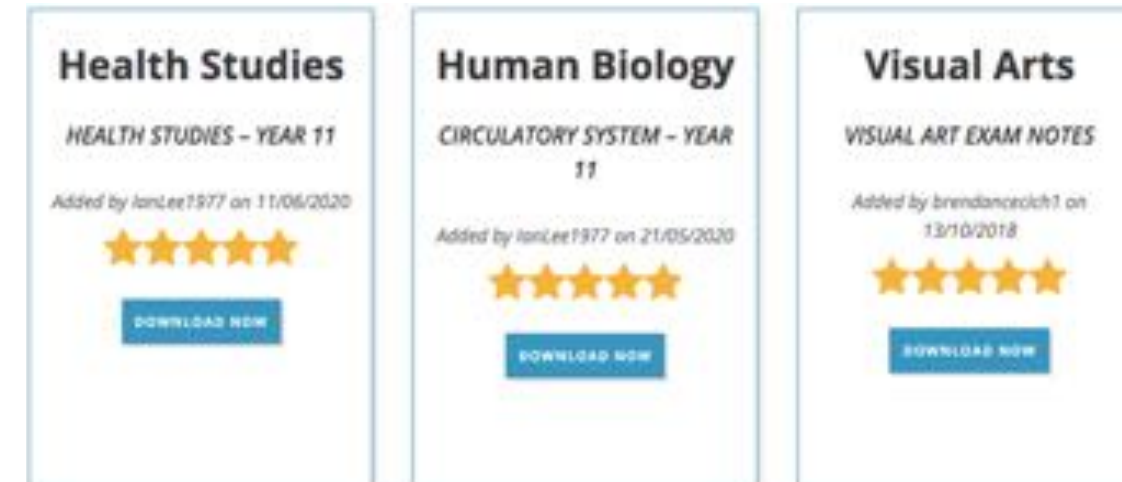 Health Studies
HEALTH STUDIES – YEAR 11
Added by IanLee1977 on 11/06/2020
DOWNLOAD NOW
Human Biology
CIRCULATORY SYSTEM – YEAR
11
Added by IanLee1977 on 21/05/2020
DOWNLOAD NOW
Visual Arts
VISUAL ART EXAM NOTES
Added by brendancecich1 on
13/10/2018
DOWNLOAD NOW